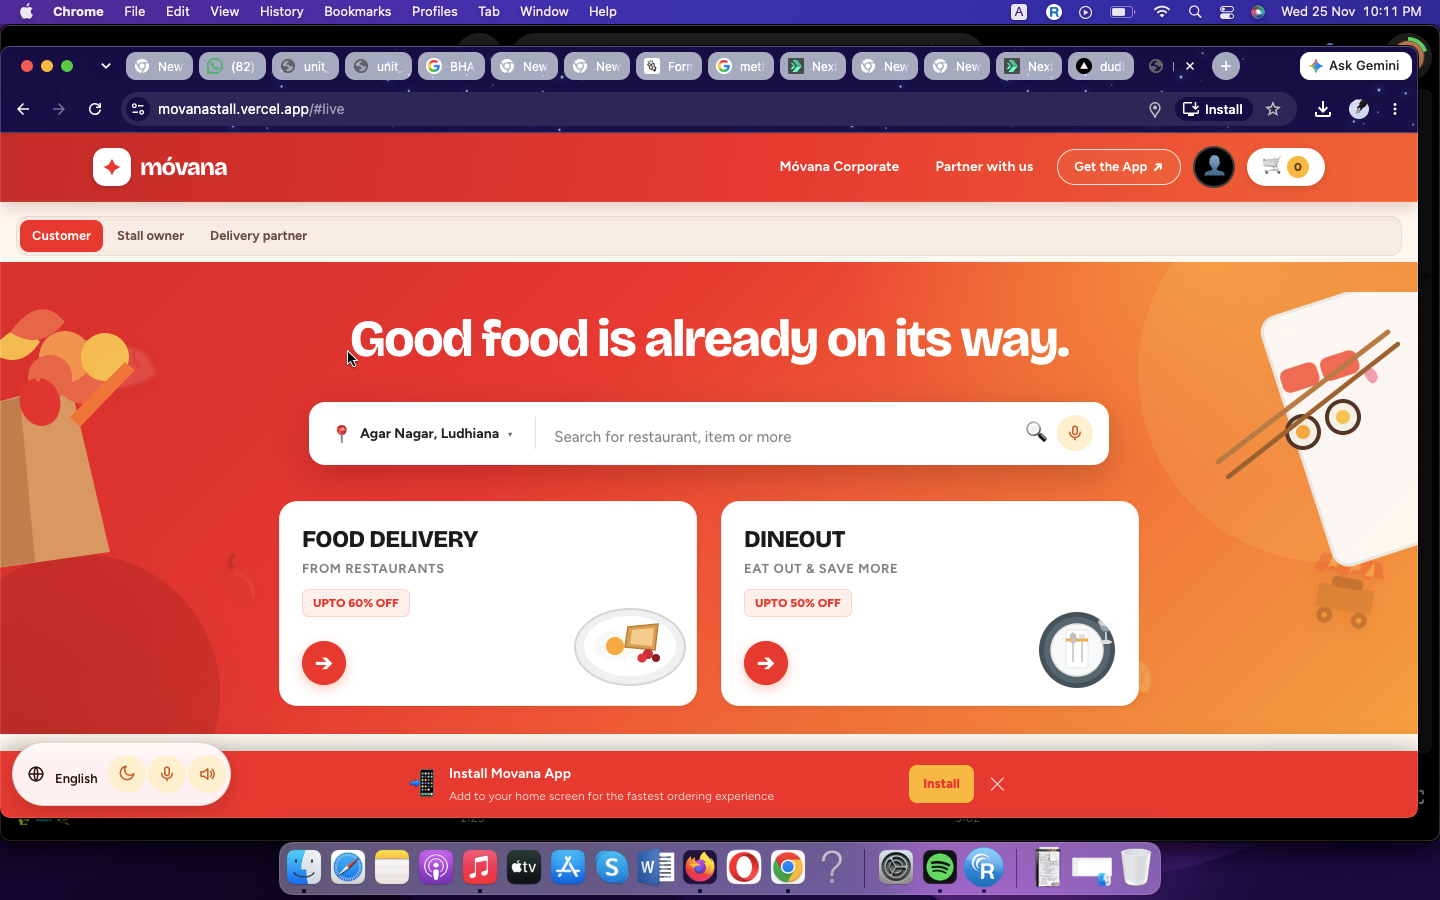 Chrome File Edit View History Bookmarks Profiles Tab Window Help A R Wed 25 Nov 10:11 PM
New (82) unit_ unit_ BHA New New Forr met Next New New Next dud Ask Gemini
movanastall.vercel.app/#live Install
móvana Móvana Corporate Partner with us Get the App ↗ 0
Customer Stall owner Delivery partner
Good food is already on its way.
Agar Nagar, Ludhiana Search for restaurant, item or more
FOOD DELIVERY
FROM RESTAURANTS
UPTO 60% OFF
DINEOUT
EAT OUT & SAVE MORE
UPTO 50% OFF
English
Install Movana App
Add to your home screen for the fastest ordering experience
Install
tv S W R